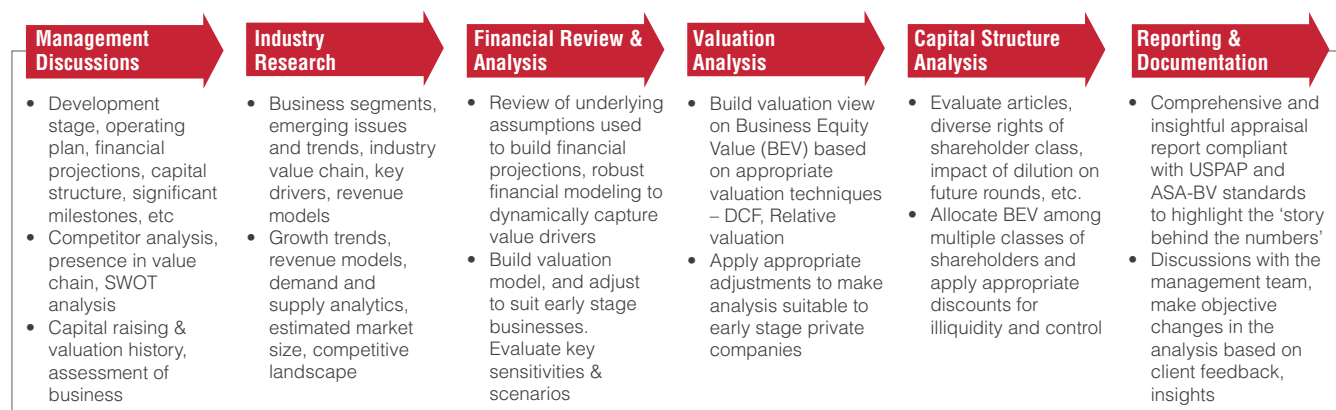 Management
Discussions
• Development
stage, operating
plan, financial
projections, capital
structure, significant
milestones, etc
• Competitor analysis,
presence in value
chain, SWOT
analysis
• Capital raising &
valuation history,
assessment of
business
Industry
Research
• Business segments,
emerging issues
and trends, industry
value chain, key
drivers, revenue
models
• Growth trends,
revenue models,
demand and
supply analytics,
estimated market
size, competitive
landscape
Financial Review &
Analysis
• Review of underlying
assumptions used
to build financial
projections, robust
financial modeling to
dynamically capture
value drivers
• Build valuation
model, and adjust
to suit early stage
businesses.
Evaluate key
sensitivities &
scenarios
Valuation
Analysis
• Build valuation view
on Business Equity
Value (BEV) based
on appropriate
valuation techniques
– DCF, Relative
valuation
• Apply appropriate
adjustments to make
analysis suitable to
early stage private
companies
Capital Structure
Analysis
• Evaluate articles,
diverse rights of
shareholder class,
impact of dilution on
future rounds, etc.
• Allocate BEV among
multiple classes of
shareholders and
apply appropriate
discounts for
illiquidity and control
Reporting &
Documentation
• Comprehensive and
insightful appraisal
report compliant
with USPAP and
ASA-BV standards
to highlight the ‘story
behind the numbers’
• Discussions with the
management team,
make objective
changes in the
analysis based on
client feedback,
insights